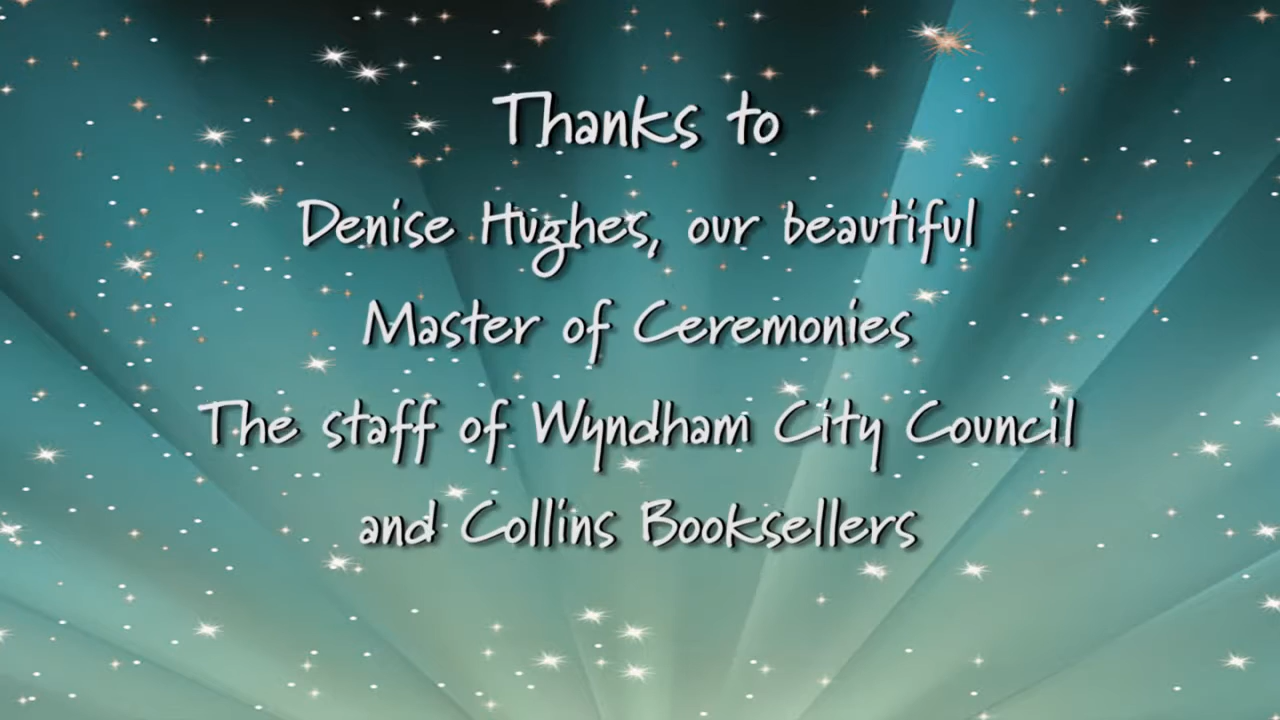 Thanks to
Denise Hughes, our beautiful
Master of Ceremonies
The staff of Wyndham City Council
and Collins Booksellers